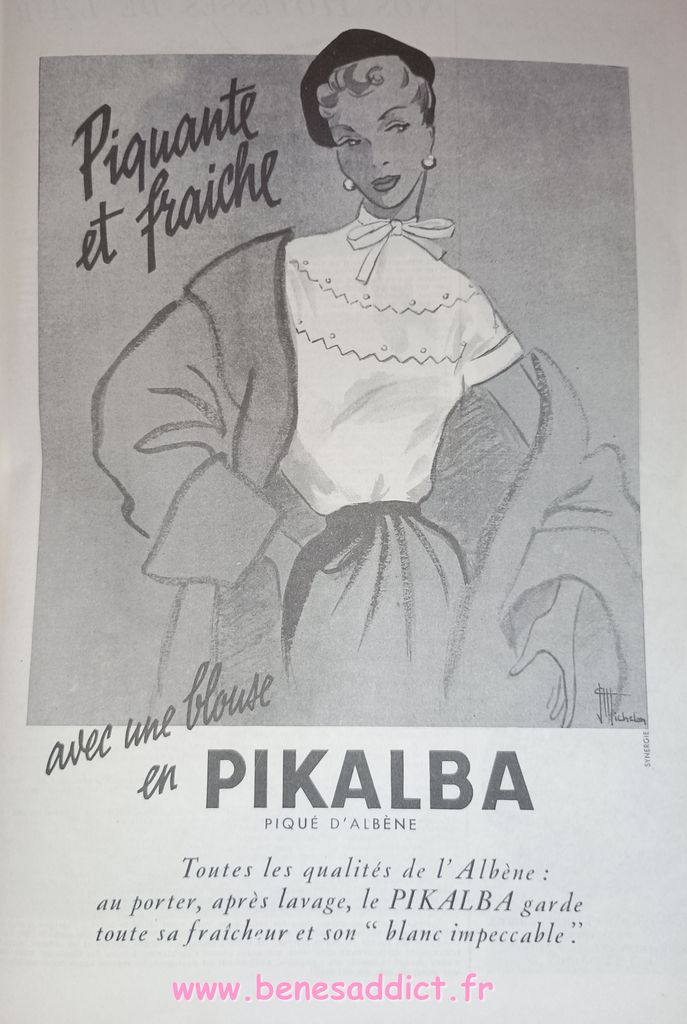 Piquante
et fraiche
Michelon
SYNERGIE
avec une blouse
en PIKALBA
PIQUÉ D'ALBÈNE
Toutes les qualités de l'Albène :
au porter, après lavage, le PIKALBA garde
toute sa fraîcheur et son “ blanc impeccable ”.
www.benesaddict.fr